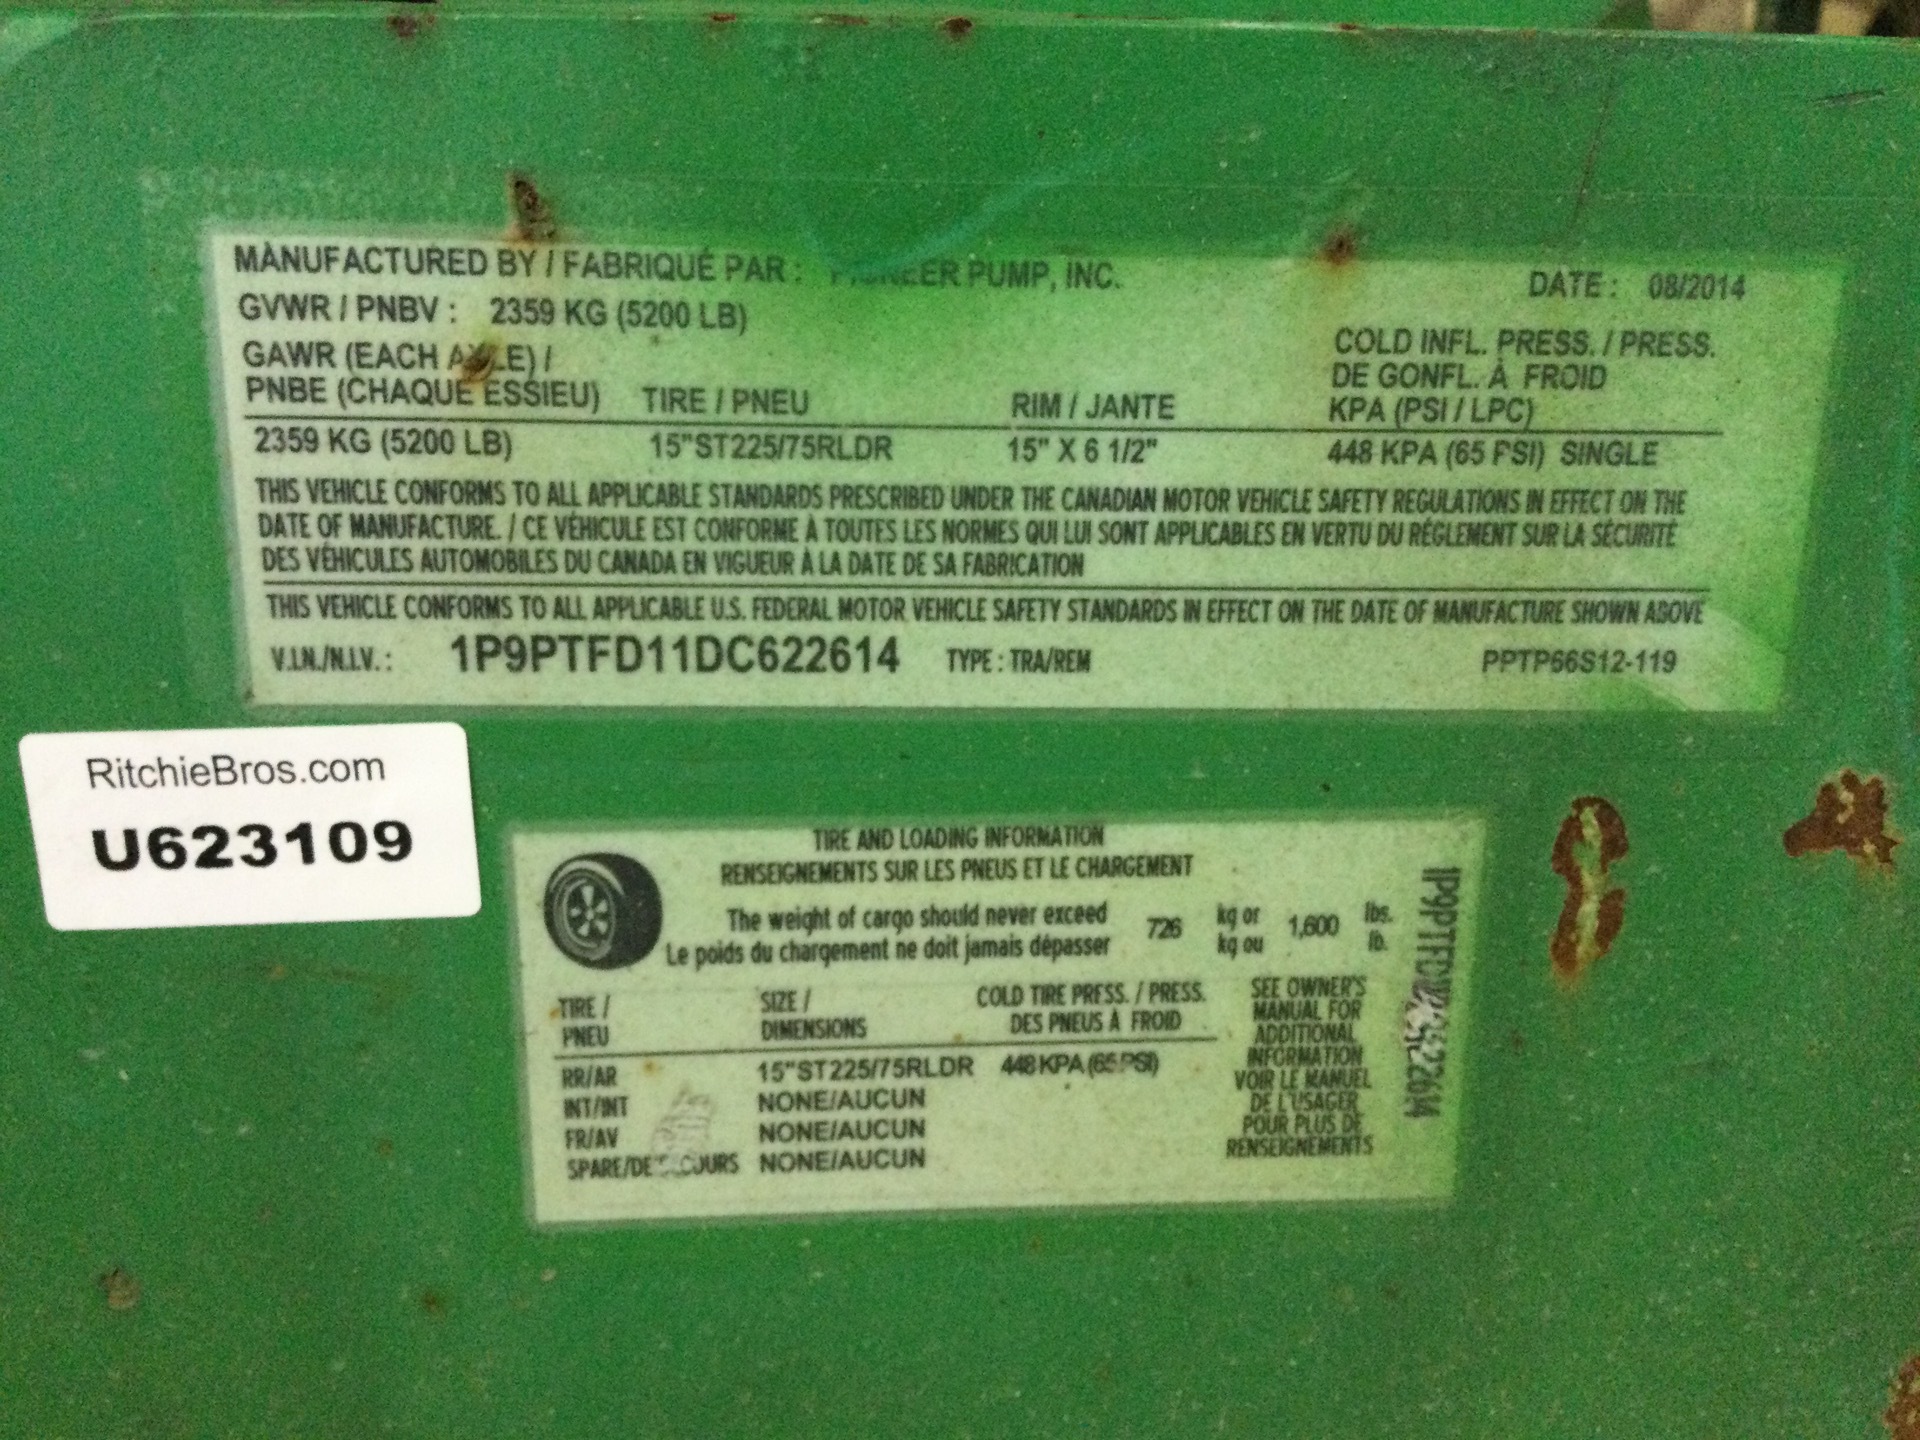 MANUFACTURED BY / FABRIQUÉ PAR : PUMP, INC. DATE : 08/2014
GVWR / PNBV : 2359 KG (5200 LB)
GAWR (EACH AXLE) /
PNBE (CHAQUE ESSIEU) TIRE / PNEU RIM / JANTE COLD INFL. PRESS. / PRESS.
DE GONFL. À FROID
KPA (PSI / LPC)
2359 KG (5200 LB) 15"ST225/75RLDR 15" X 6 1/2" 448 KPA (65 PSI) SINGLE
THIS VEHICLE CONFORMS TO ALL APPLICABLE STANDARDS PRESCRIBED UNDER THE CANADIAN MOTOR VEHICLE SAFETY REGULATIONS IN EFFECT ON THE
DATE OF MANUFACTURE. / CE VÉHICULE EST CONFORME À TOUTES LES NORMES QUI LUI SONT APPLICABLES EN VERTU DU RÉGLEMENT SUR LA SÉCURITÉ
DES VÉHICULES AUTOMOBILES DU CANADA EN VIGUEUR À LA DATE DE SA FABRICATION
THIS VEHICLE CONFORMS TO ALL APPLICABLE U.S. FEDERAL MOTOR VEHICLE SAFETY STANDARDS IN EFFECT ON THE DATE OF MANUFACTURE SHOWN ABOVE
V.I.N./N.I.V. : 1P9PTFD11DC622614 TYPE : TRA/REM PPTP66S12-119
RitchieBros.com
U623109
TIRE AND LOADING INFORMATION
RENSEIGNEMENTS SUR LES PNEUS ET LE CHARGEMENT
The weight of cargo should never exceed 726 kg or 1,600 lbs.
Le poids du chargement ne doit jamais dépasser kg ou lb.
TIRE / SIZE / COLD TIRE PRESS. / PRESS.
PNEU DIMENSIONS DES PNEUS À FROID
RR/AR 15"ST225/75RLDR 448 KPA (65 PSI)
INT/INT NONE/AUCUN
FR/AV NONE/AUCUN
NONE/AUCUN
SEE OWNER'S
MANUAL FOR
ADDITIONAL
INFORMATION
VOIR LE MANUEL
DE L'USAGER
POUR PLUS DE
RENSEIGNEMENTS